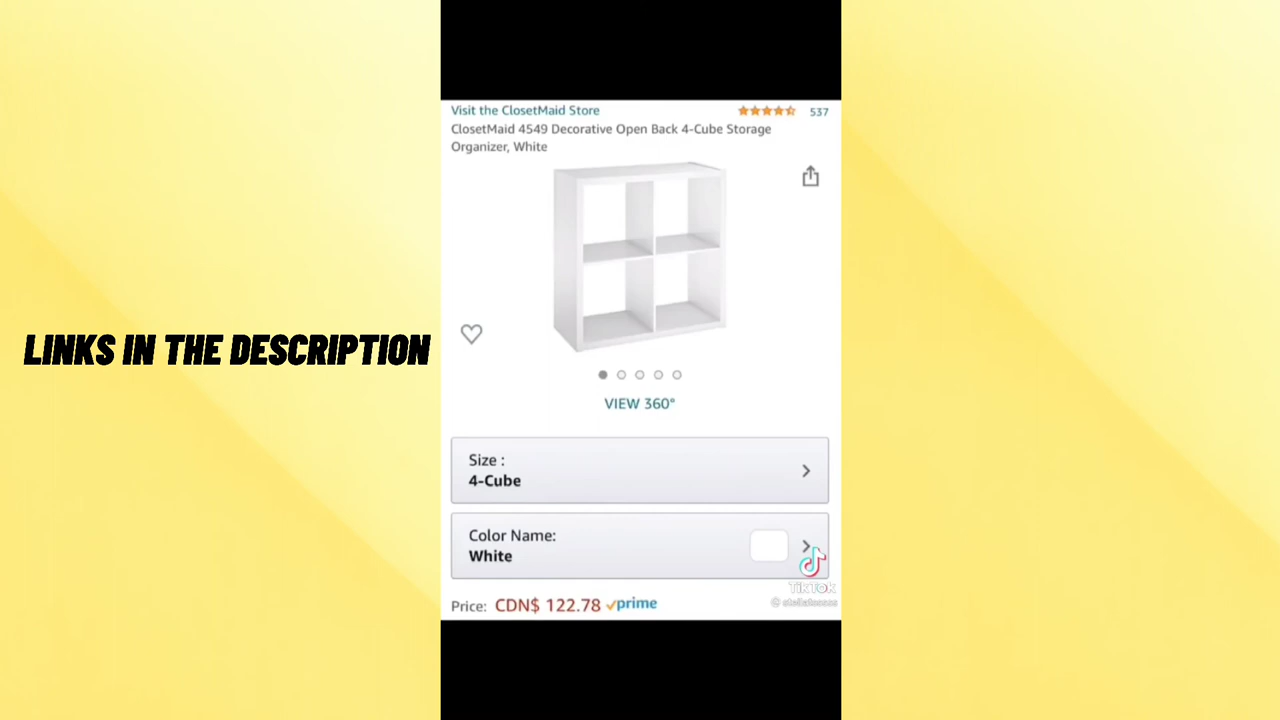 Visit the ClosetMaid Store
537
ClosetMaid 4549 Decorative Open Back 4-Cube Storage
Organizer, White
LINKS IN THE DESCRIPTION
VIEW 360°
Size :
4-Cube
Color Name:
White
TikTok
Price: CDN$ 122.78 prime